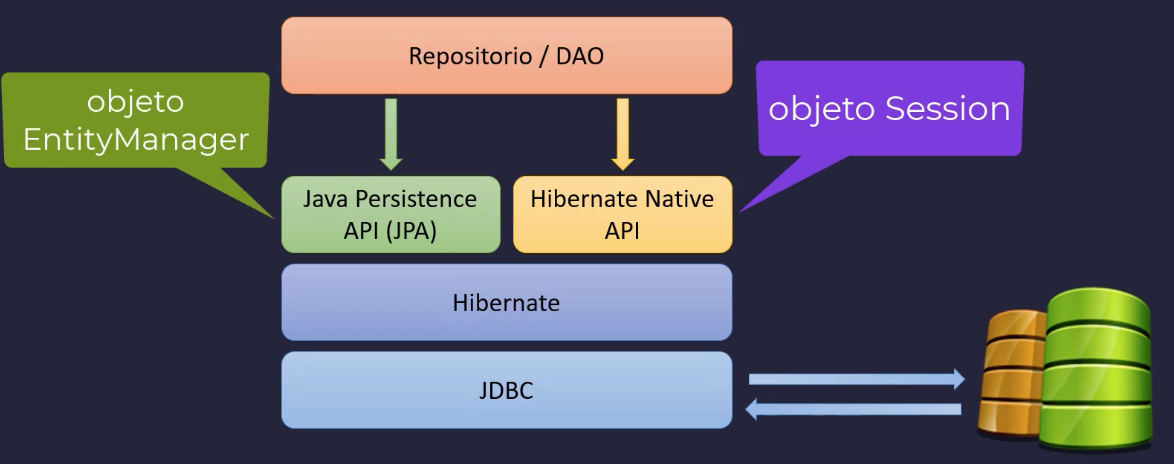 Repositorio / DAO
objeto
EntityManager
objeto Session
Java Persistence
API (JPA)
Hibernate Native
API
Hibernate
JDBC